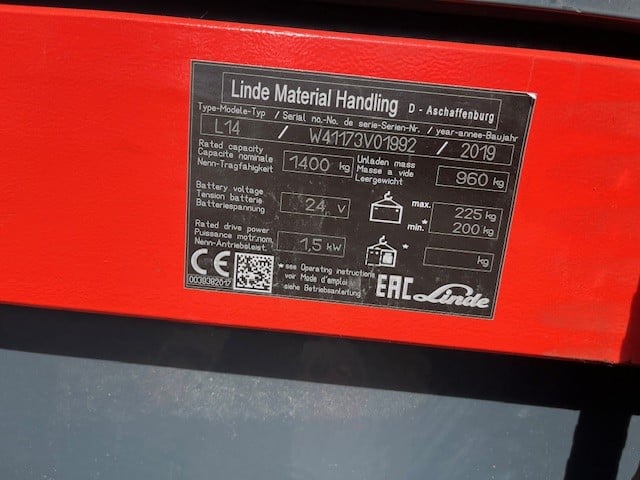 Linde Material Handling D - Aschaffenburg
Type-Modele-Typ / Serial no.-No. de serie-Serien-Nr. / year-annee-Baujahr
L14 / W41173V01992 / 2019
Rated capacity
Capacite nominale
Nenn-Tragfähigkeit
1400 kg
Unladen mass
Masse a vide
Leergewicht
960 kg
Battery voltage
Tension batterie
Batteriespannung
24 V
max. 225 kg
min. 200 kg
Rated drive power
Puissance motr.nom.
Nenn-Antriebsleist.
1,5 kW
*
kg
CE
*see Operating instructions
voir Mode d'emploi
siehe Betriebsanleitung
EAC Linde